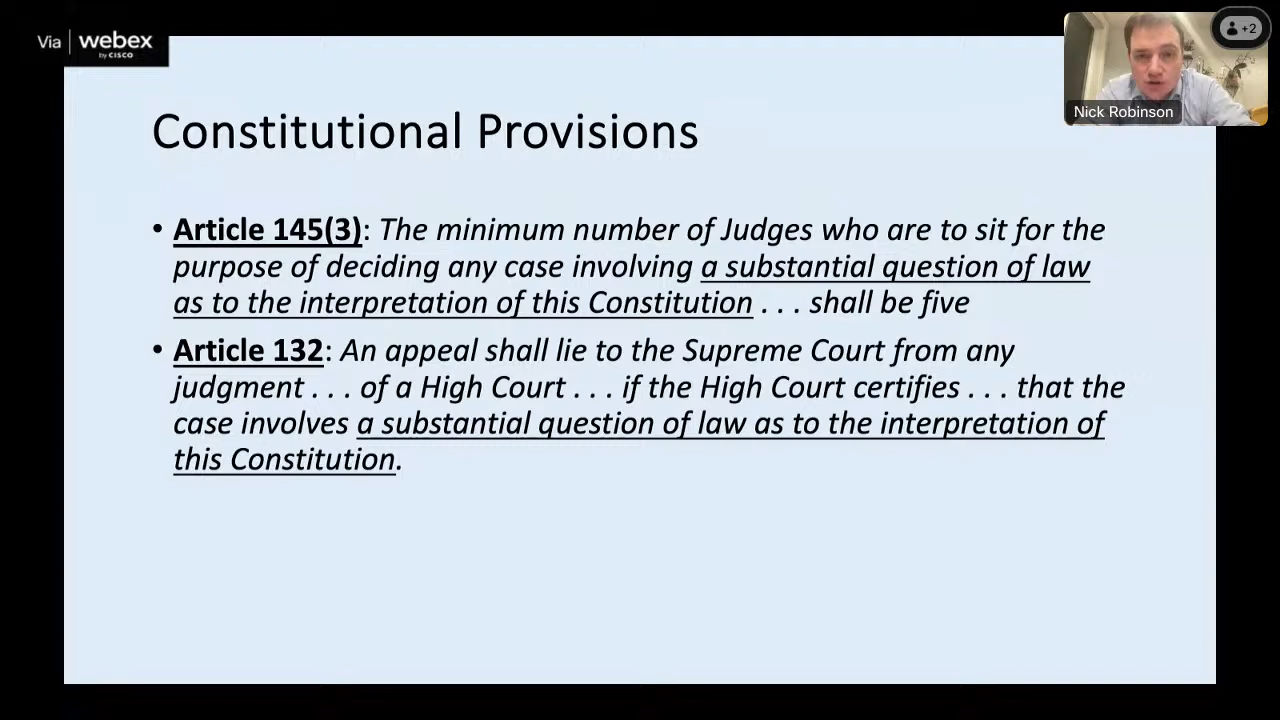 Via webex
by CISCO
+2
Nick Robinson
Constitutional Provisions
• Article 145(3): The minimum number of Judges who are to sit for the
purpose of deciding any case involving a substantial question of law
as to the interpretation of this Constitution . . . shall be five
• Article 132: An appeal shall lie to the Supreme Court from any
judgment . . . of a High Court . . . if the High Court certifies . . . that the
case involves a substantial question of law as to the interpretation of
this Constitution.